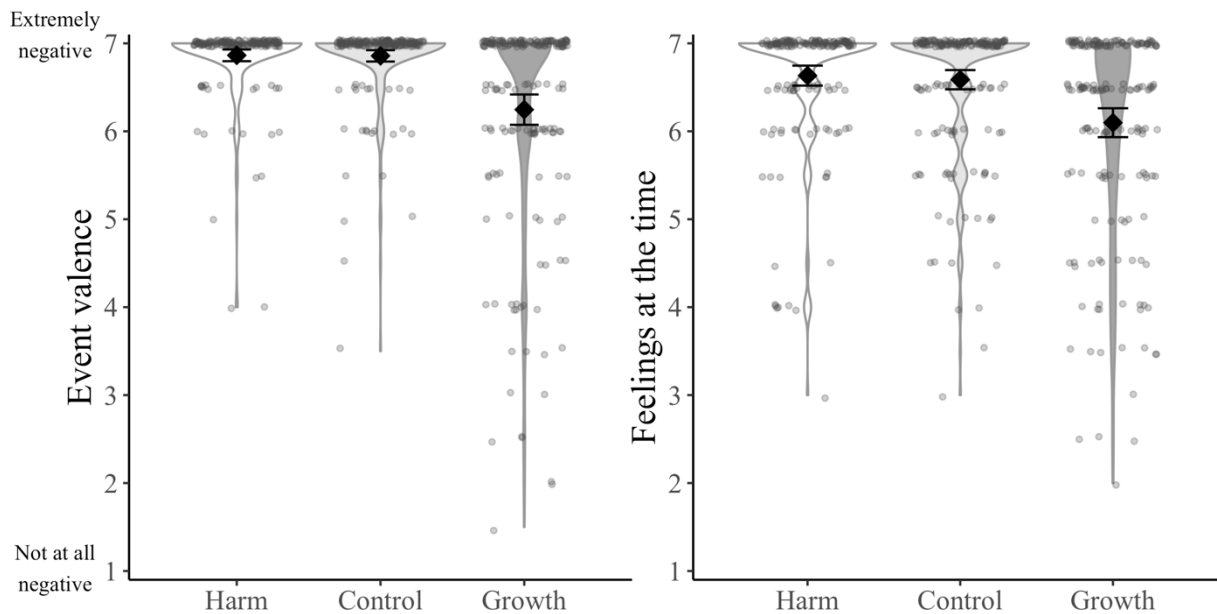 Extremely
negative
7
6
5
4
3
2
1
Not at all
negative
Event valence
Harm Control Growth
7
6
5
4
3
2
1
Feelings at the time
Harm Control Growth